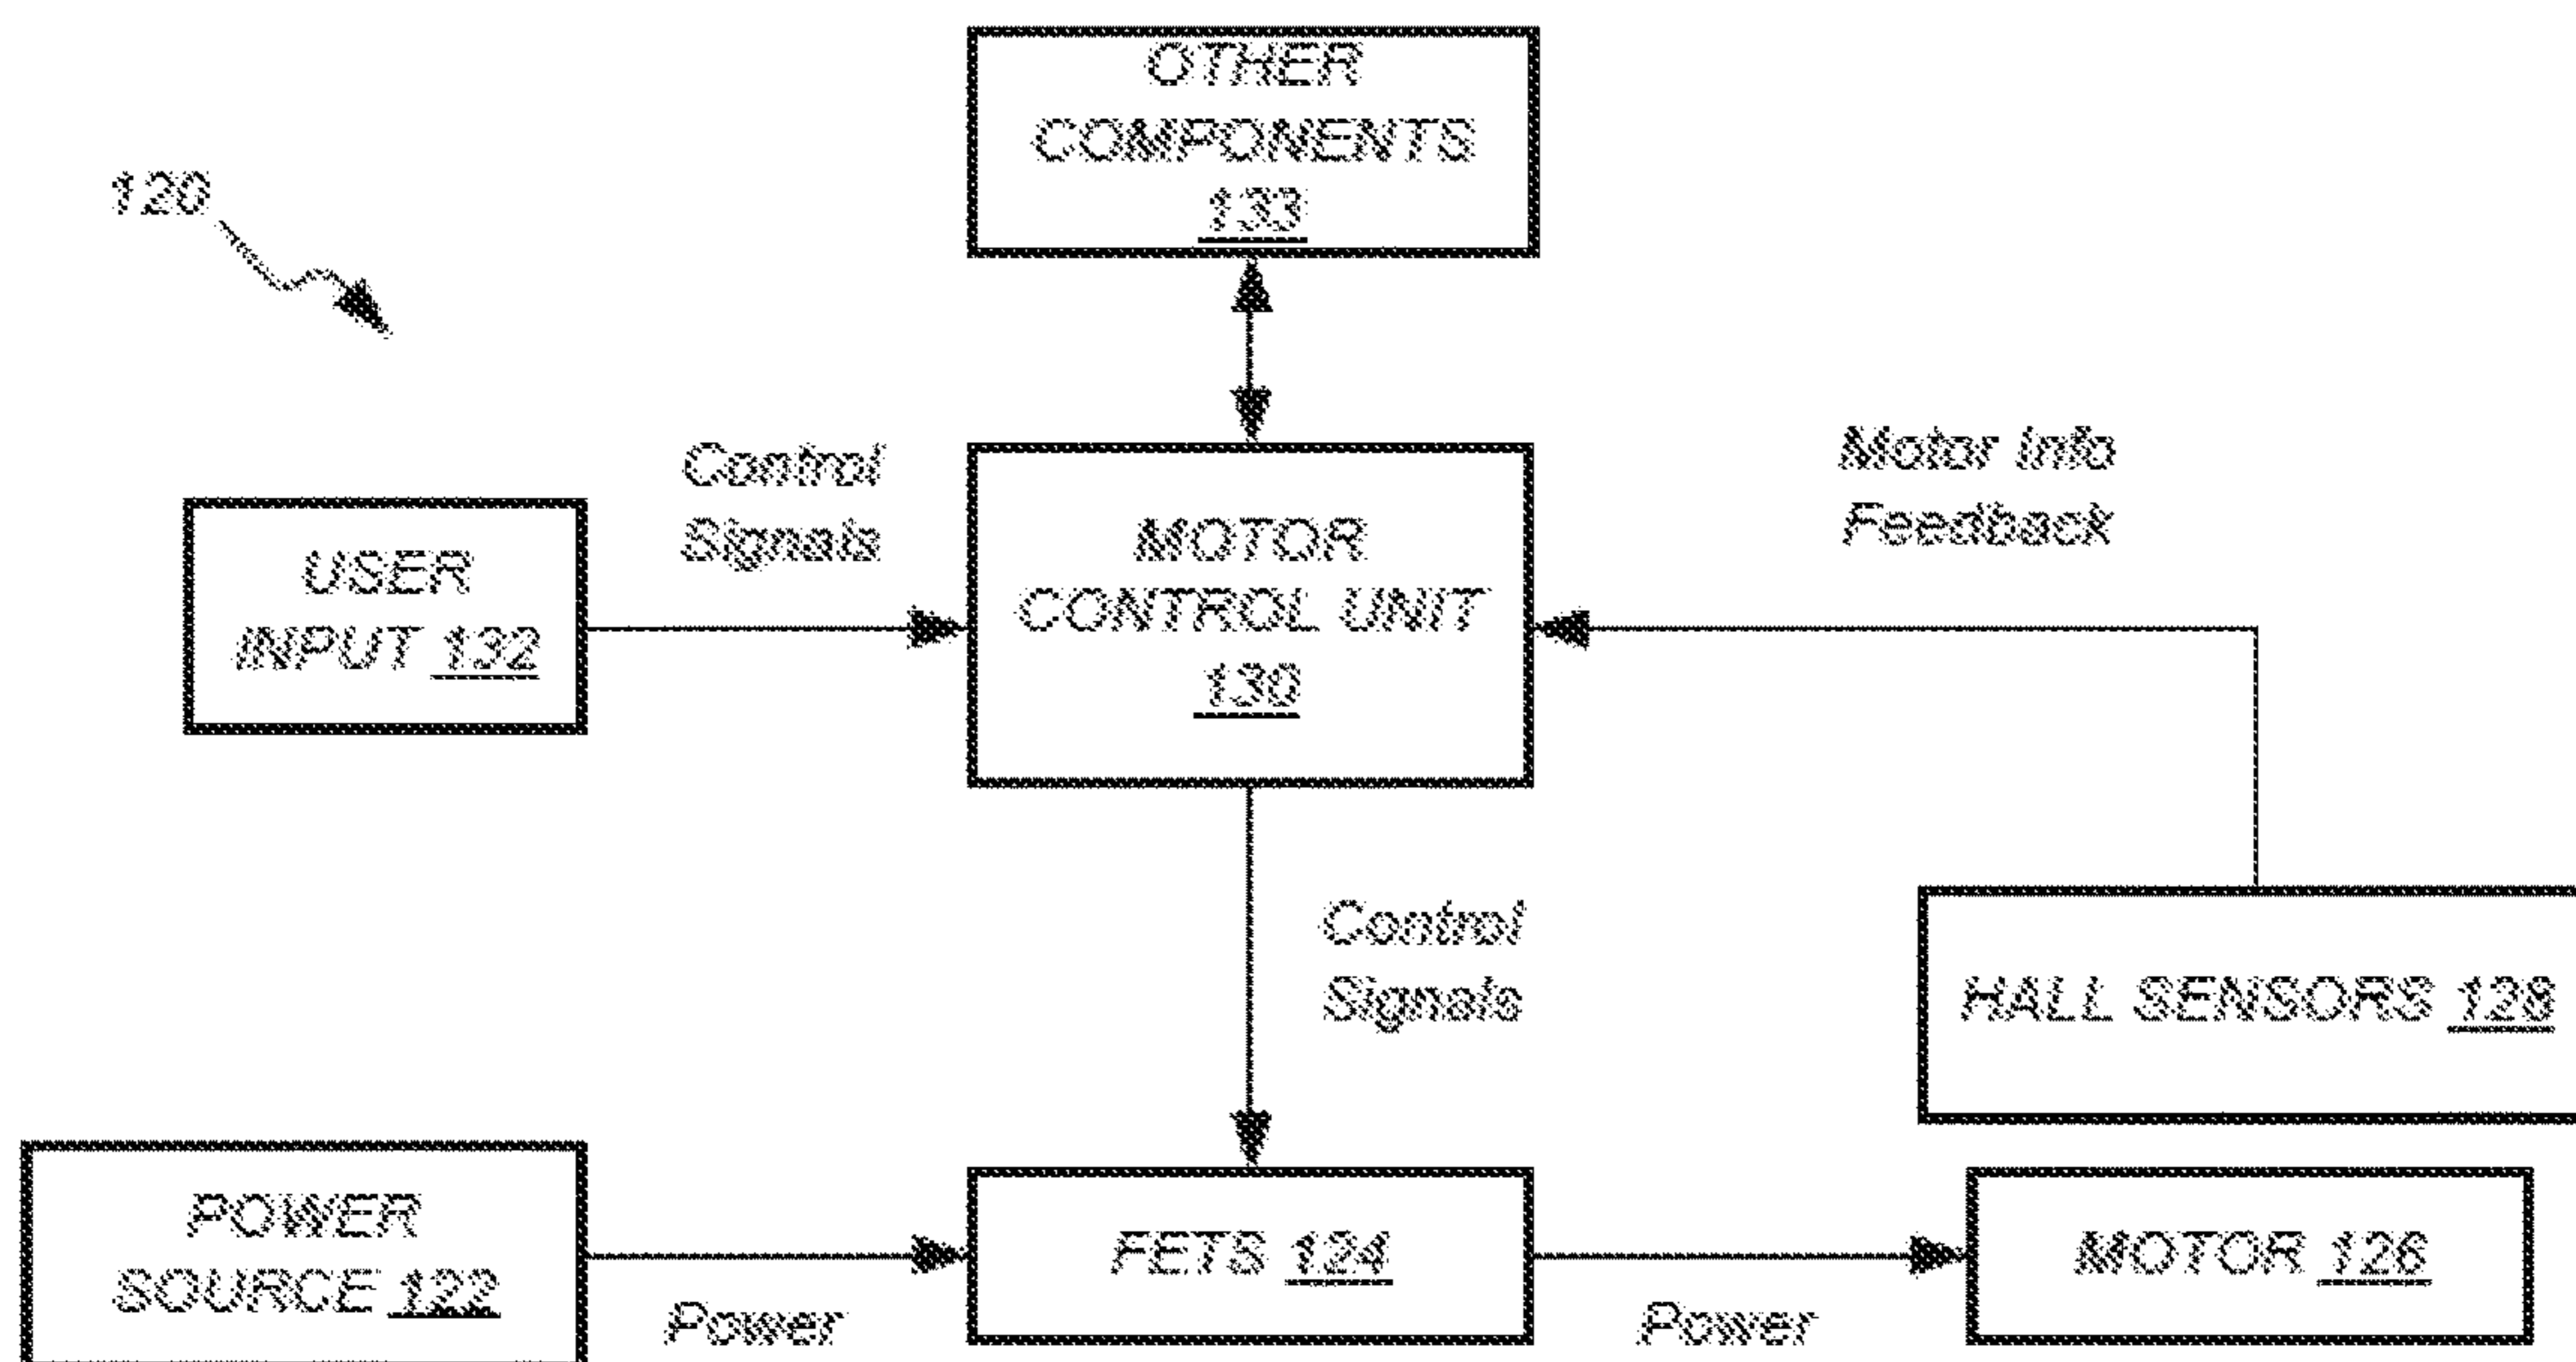 OTHER
COMPONENTS
133
120
Control
Signals
Motor Info
Feedback
USER
INPUT 132
MOTOR
CONTROL UNIT
130
Control
Signals
HALL SENSORS 128
POWER
SOURCE 122
Power
FETS 124
Power
MOTOR 126